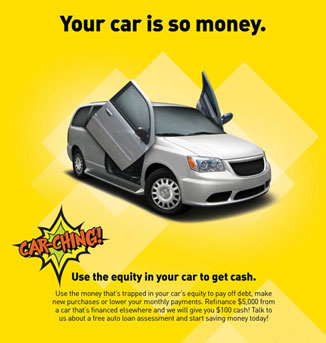 Your car is so money.
CAR-CHING!
Use the equity in your car to get cash.
Use the money that's trapped in your car's equity to pay off debt, make
new purchases or lower your monthly payments. Refinance $5,000 from
a car that's financed elsewhere and we will give you $100 cash! Talk to
us about a free auto loan assessment and start saving money today!